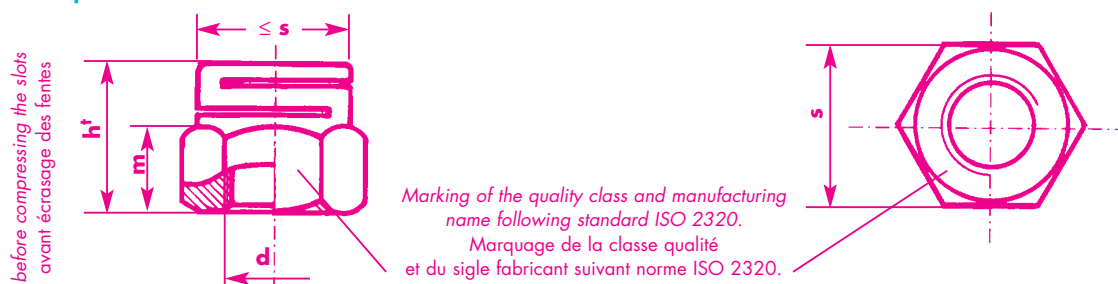 before compressing the slots
avant écrasage des fentes
≤ s
h†
m
d
s
Marking of the quality class and manufacturing
name following standard ISO 2320.
Marquage de la classe qualité
et du sigle fabricant suivant norme ISO 2320.